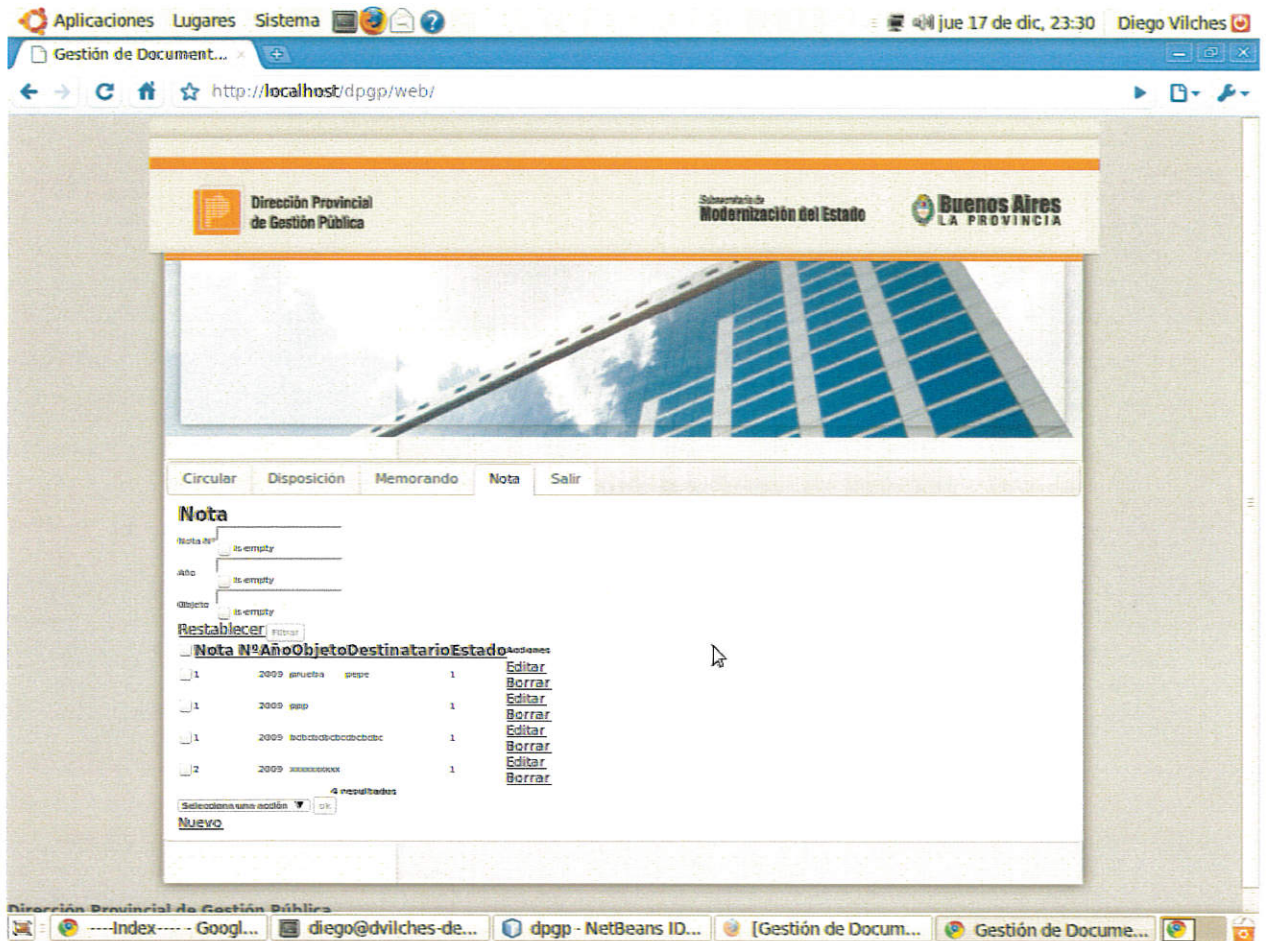 Aplicaciones Lugares Sistema jue 17 de dic, 23:30 Diego Vilches
Gestión de Document...
http://localhost/dpgp/web/
Dirección Provincial
de Gestión Pública
Subsecretaría de
Modernización del Estado
Buenos Aires
LA PROVINCIA
Circular Disposición Memorando Nota Salir
Nota
Nota Nº
is empty
Año
is empty
Objeto
is empty
Restablecer Filtrar
Nota Nº Año Objeto Destinatario Estado Acciones
1 2009 prueba pepe 1 Editar
Borrar
1 2009 1 Editar
Borrar
1 2009 1 Editar
Borrar
2 2009 xxxxxxxxxx 1 Editar
Borrar
4 resultados
Selecciona una acción ok
Nuevo
Dirección Provincial de Gestión Pública
----Index---- - Googl... diego@dvilches-de... dpgp - NetBeans ID... [Gestión de Docum... Gestión de Docume...